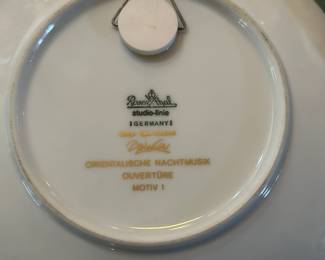 Rosenthal
studio-linie
GERMANY
ORIENTALISCHE NACHTMUSIK
OUVERTÜRE
MOTIV 1